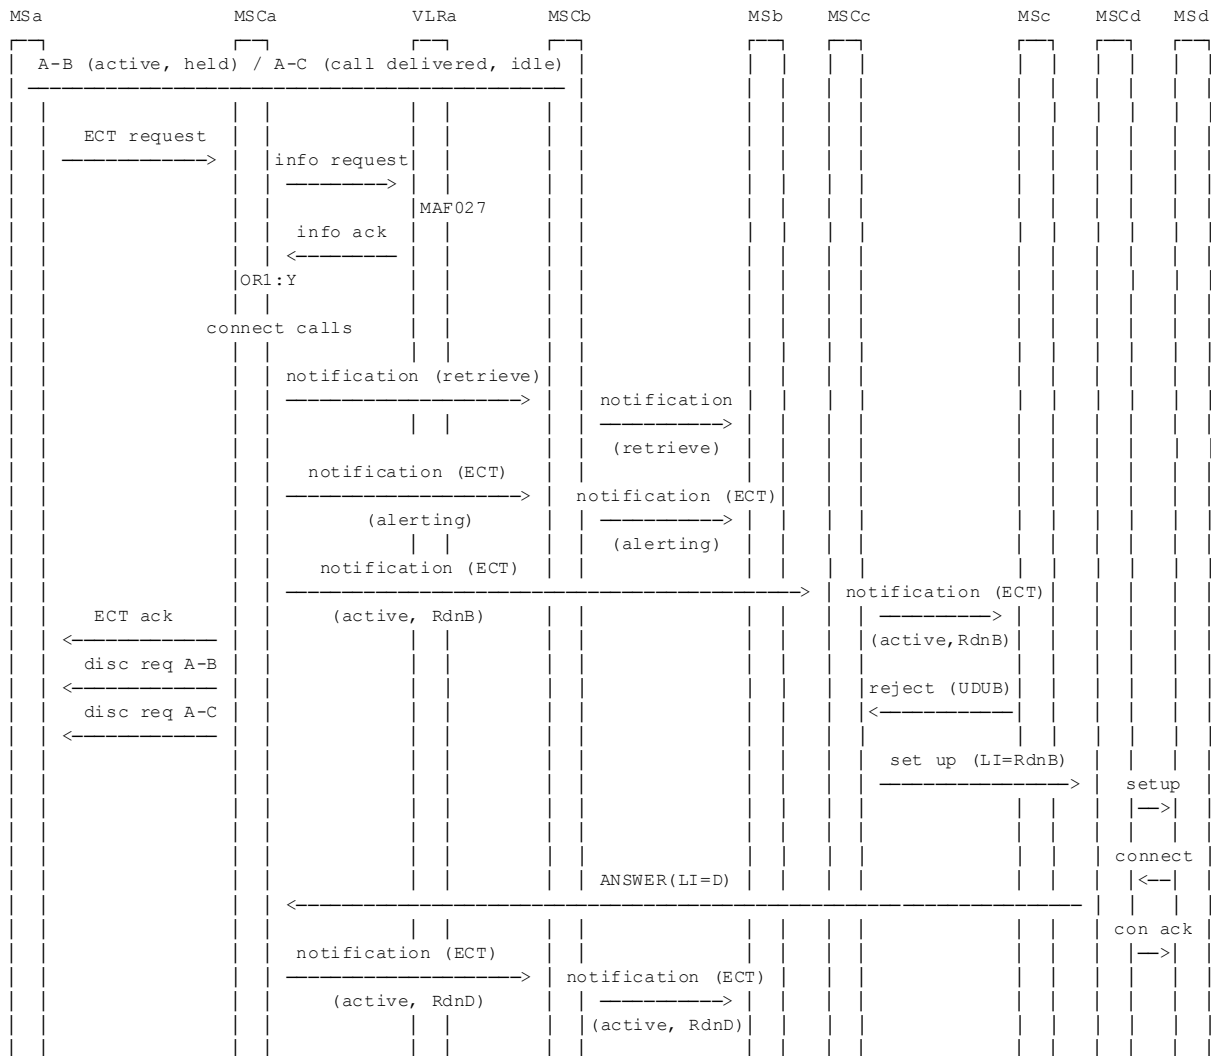 MSa MSCa VLRa MSCb MSb MSCc MSc MSCd MSd
A-B (active, held) / A-C (call delivered, idle)
ECT request
info request
MAF027
info ack
OR1:Y
connect calls
notification (retrieve)
notification
(retrieve)
notification (ECT)
notification (ECT)
(alerting)
(alerting)
notification (ECT)
notification (ECT)
ECT ack (active, RdnB)
(active,RdnB)
disc req A-B
reject (UDUB)
disc req A-C
set up (LI=RdnB)
setup
connect
ANSWER(LI=D)
con ack
notification (ECT)
notification (ECT)
(active, RdnD)
(active, RdnD)